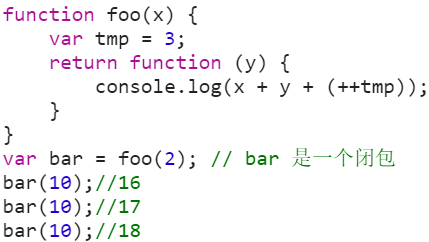 function foo(x) {
    var tmp = 3;
    return function (y) {
        console.log(x + y + (++tmp));
    }
}
var bar = foo(2); // bar 是一个闭包
bar(10);//16
bar(10);//17
bar(10);//18